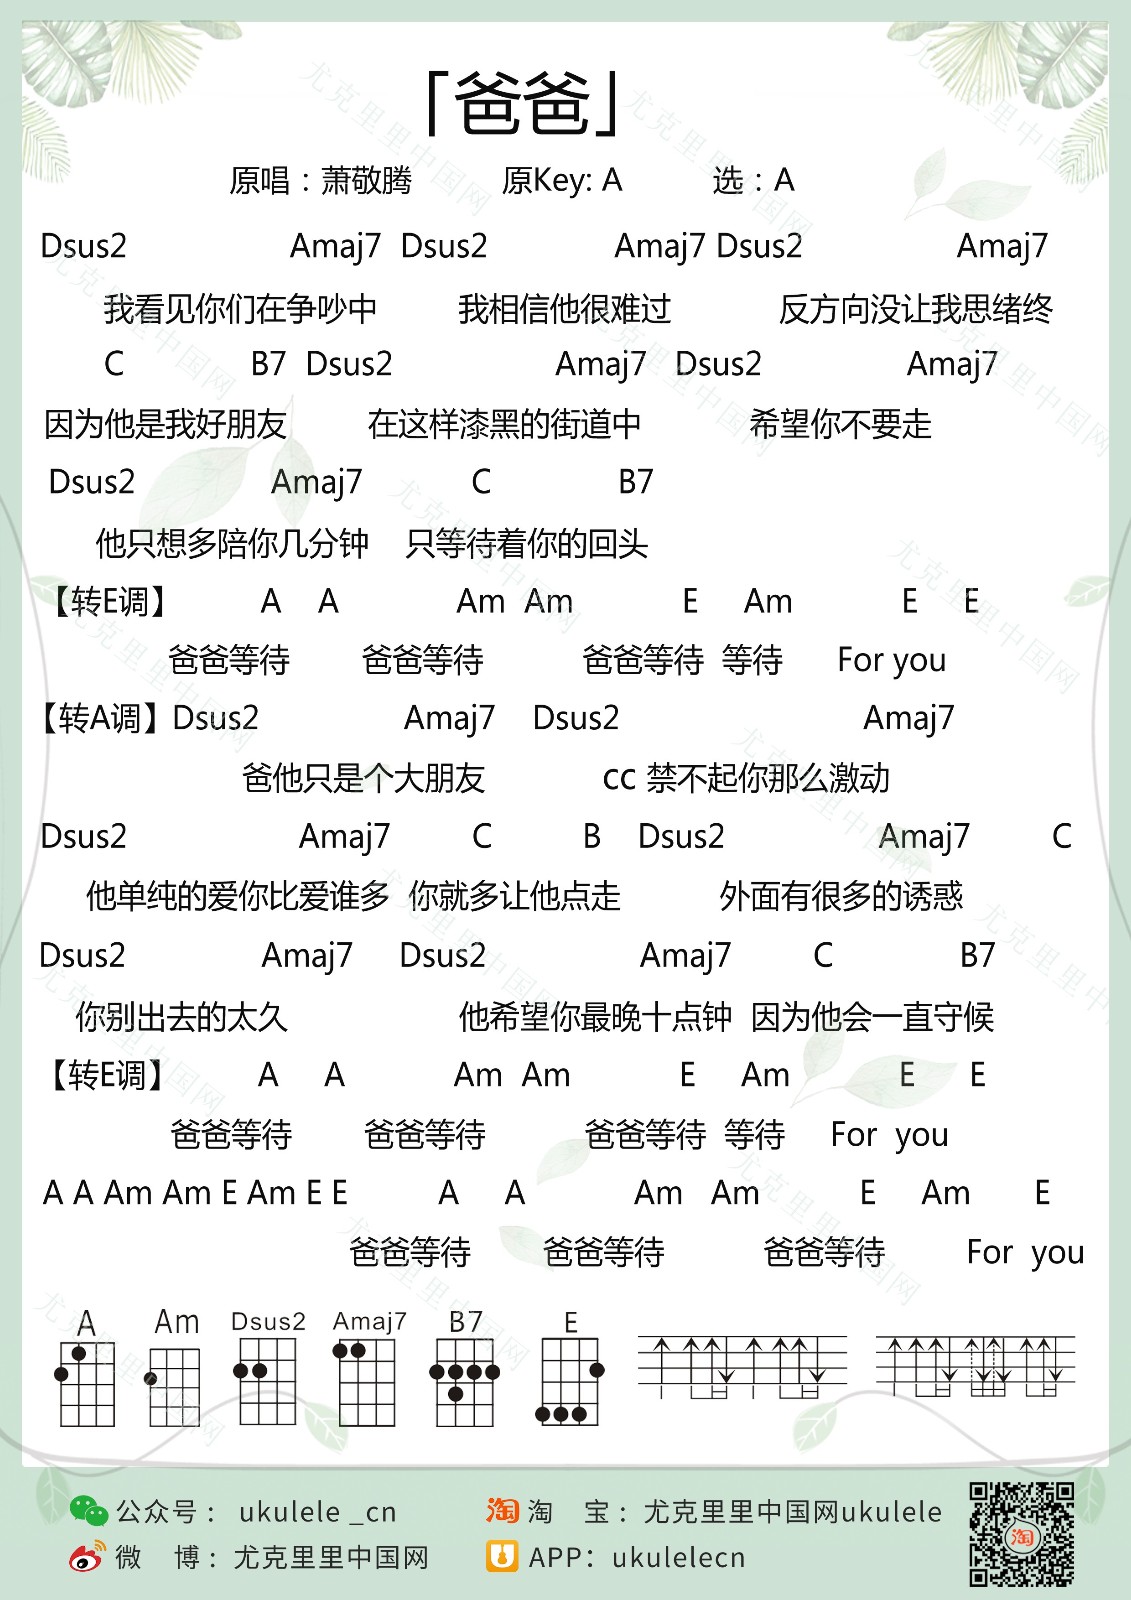 「爸爸」
原唱：萧敬腾 原Key: A 选：A
Dsus2 Amaj7 Dsus2 Amaj7 Dsus2 Amaj7
我看见你们在争吵中 我相信他很难过 反方向没让我思绪终
C B7 Dsus2 Amaj7 Dsus2 Amaj7
因为他是我好朋友 在这样漆黑的街道中 希望你不要走
Dsus2 Amaj7 C B7
他只想多陪你几分钟 只等待着你的回头
【转E调】 A A Am Am E Am E E
爸爸等待 爸爸等待 爸爸等待 等待 For you
【转A调】Dsus2 Amaj7 Dsus2 Amaj7
爸他只是个大朋友 cc 禁不起你那么激动
Dsus2 Amaj7 C B Dsus2 Amaj7 C
他单纯的爱你比爱谁多 你就多让他点走 外面有很多的诱惑
Dsus2 Amaj7 Dsus2 Amaj7 C B7
你别出去的太久 他希望你最晚十点钟 因为他会一直守候
【转E调】 A A Am Am E Am E E
爸爸等待 爸爸等待 爸爸等待 等待 For you
A A Am Am E Am E E A A Am Am E Am E
爸爸等待 爸爸等待 爸爸等待 For you
A Am Dsus2 Amaj7 B7 E
公众号：ukulele _cn 淘 淘 宝：尤克里里中国网ukulele
微 博：尤克里里中国网 APP：ukulelecn
淘
尤克里里中国网